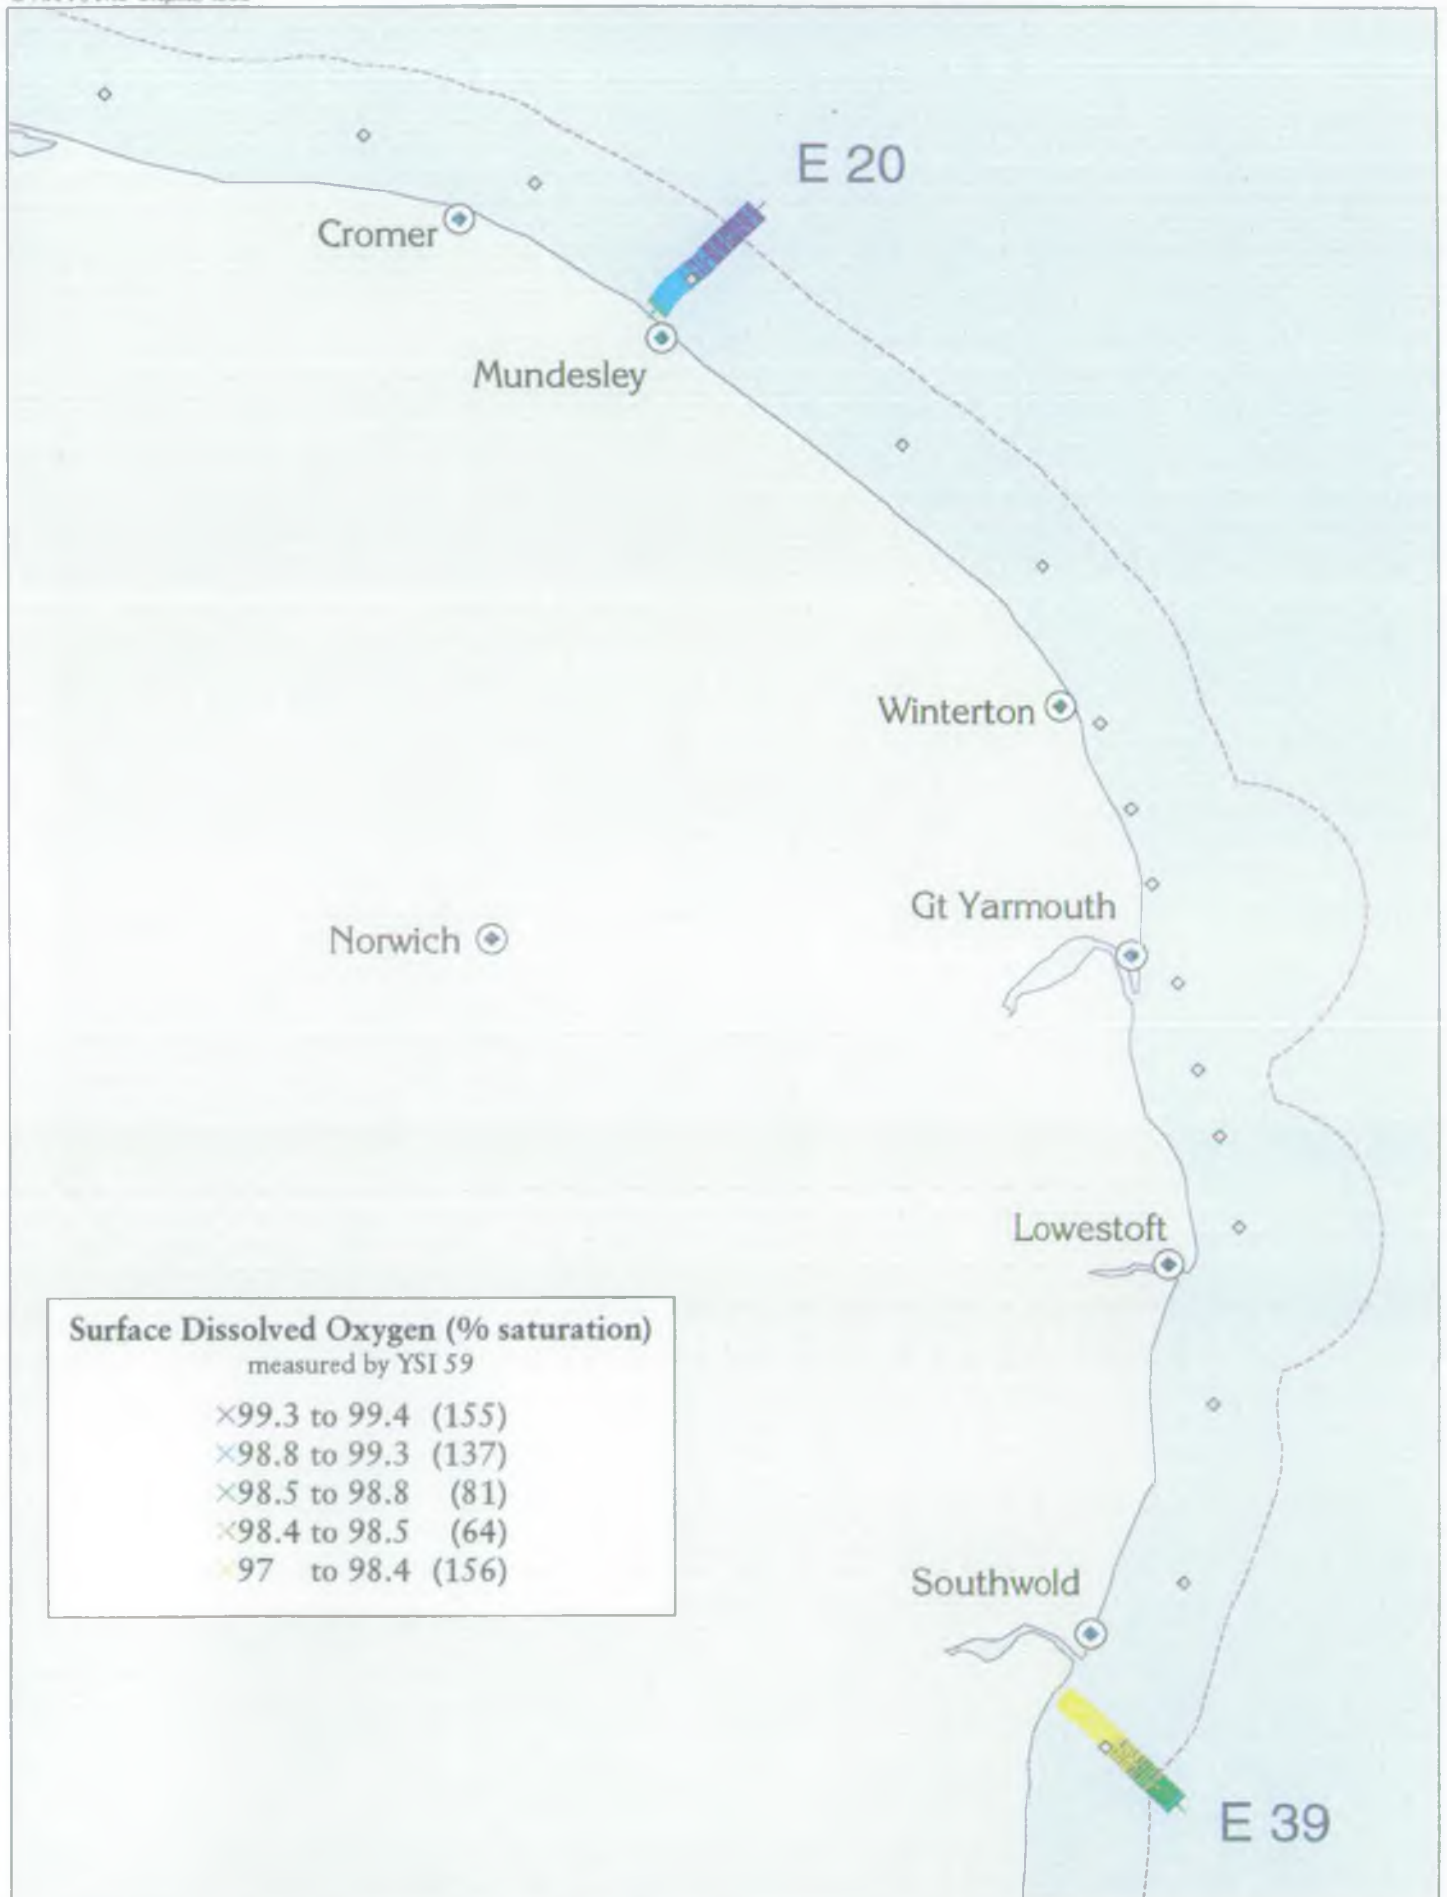 E 20
Cromer
Mundesley
Winterton
Gt Yarmouth
Norwich
Lowestoft
Surface Dissolved Oxygen (% saturation)
measured by YSI 59
×99.3 to 99.4 (155)
×98.8 to 99.3 (137)
×98.5 to 98.8 (81)
×98.4 to 98.5 (64)
×97 to 98.4 (156)
Southwold
E 39